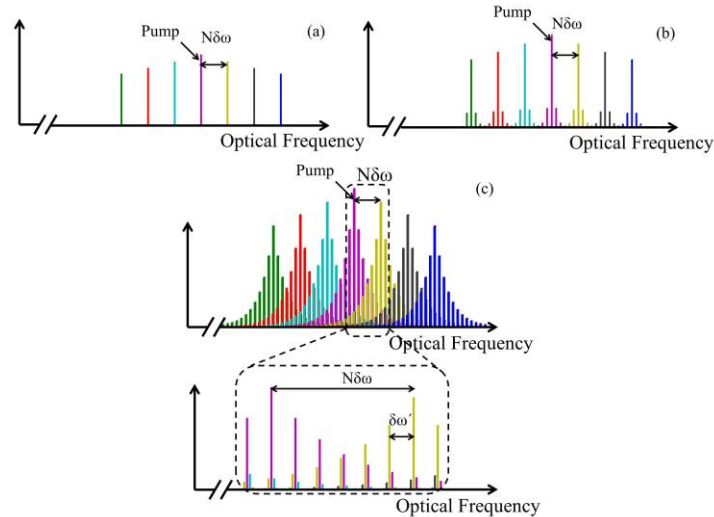 (a)
Pump
Nδω
Optical Frequency
(b)
Pump
Nδω
Optical Frequency
(c)
Pump
Nδω
Optical Frequency
Nδω
δω´
Optical Frequency